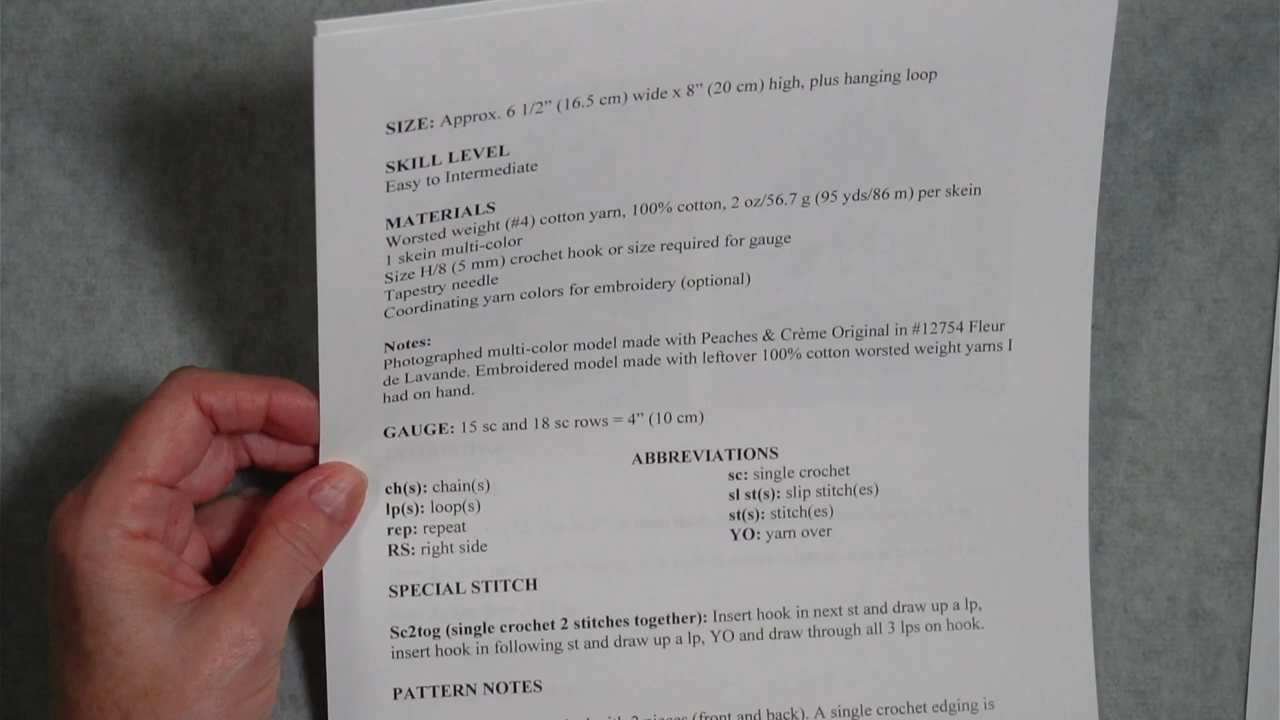 SIZE: Approx. 6 1/2” (16.5 cm) wide x 8” (20 cm) high, plus hanging loop
SKILL LEVEL
Easy to Intermediate
MATERIALS
Worsted weight (#4) cotton yarn, 100% cotton, 2 oz/56.7 g (95 yds/86 m) per skein
1 skein multi-color
Size H/8 (5 mm) crochet hook or size required for gauge
Tapestry needle
Coordinating yarn colors for embroidery (optional)
Notes:
Photographed multi-color model made with Peaches & Crème Original in #12754 Fleur
de Lavande. Embroidered model made with leftover 100% cotton worsted weight yarns I
had on hand.
GAUGE: 15 sc and 18 sc rows = 4” (10 cm)
ABBREVIATIONS
ch(s): chain(s)
lp(s): loop(s)
rep: repeat
RS: right side
sc: single crochet
sl st(s): slip stitch(es)
st(s): stitch(es)
YO: yarn over
SPECIAL STITCH
Sc2tog (single crochet 2 stitches together): Insert hook in next st and draw up a lp,
insert hook in following st and draw up a lp, YO and draw through all 3 lps on hook.
PATTERN NOTES
(front and back). A single crochet edging is